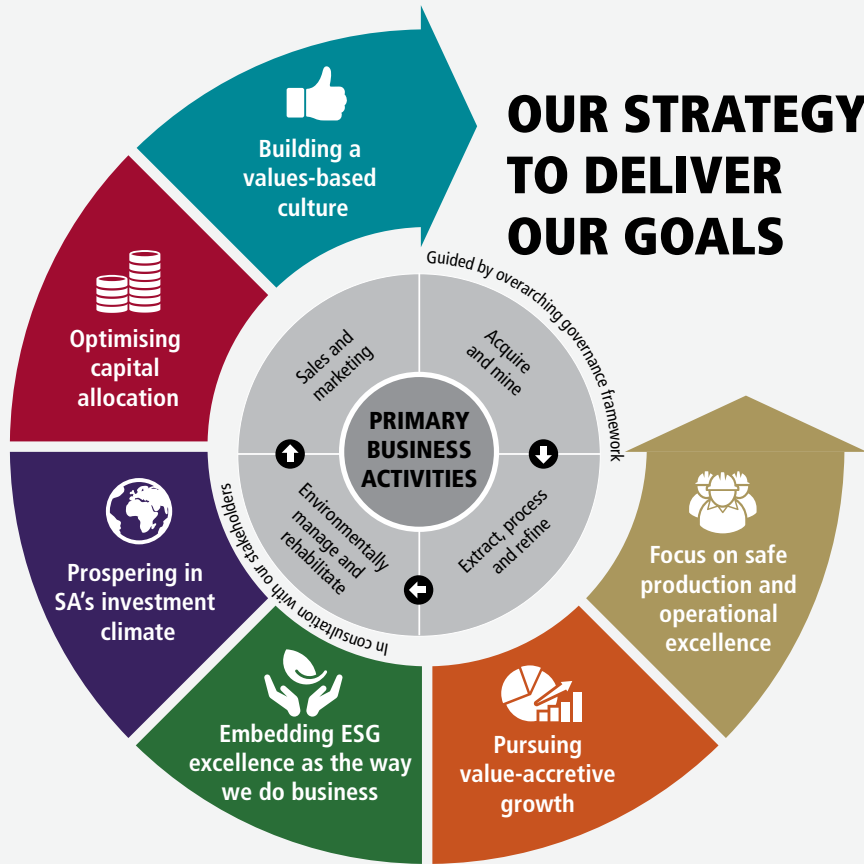 OUR STRATEGY
TO DELIVER
OUR GOALS
Building a
values-based
culture
Optimising
capital
allocation
Prospering in
SA's investment
climate
Embedding ESG
excellence as the way
we do business
Pursuing
value-accretive
growth
Focus on safe
production and
operational
excellence
Guided by overarching governance framework
In consultation with our stakeholders
PRIMARY
BUSINESS
ACTIVITIES
Acquire
and mine
Extract, process
and refine
Environmentally
manage and
rehabilitate
Sales and
marketing